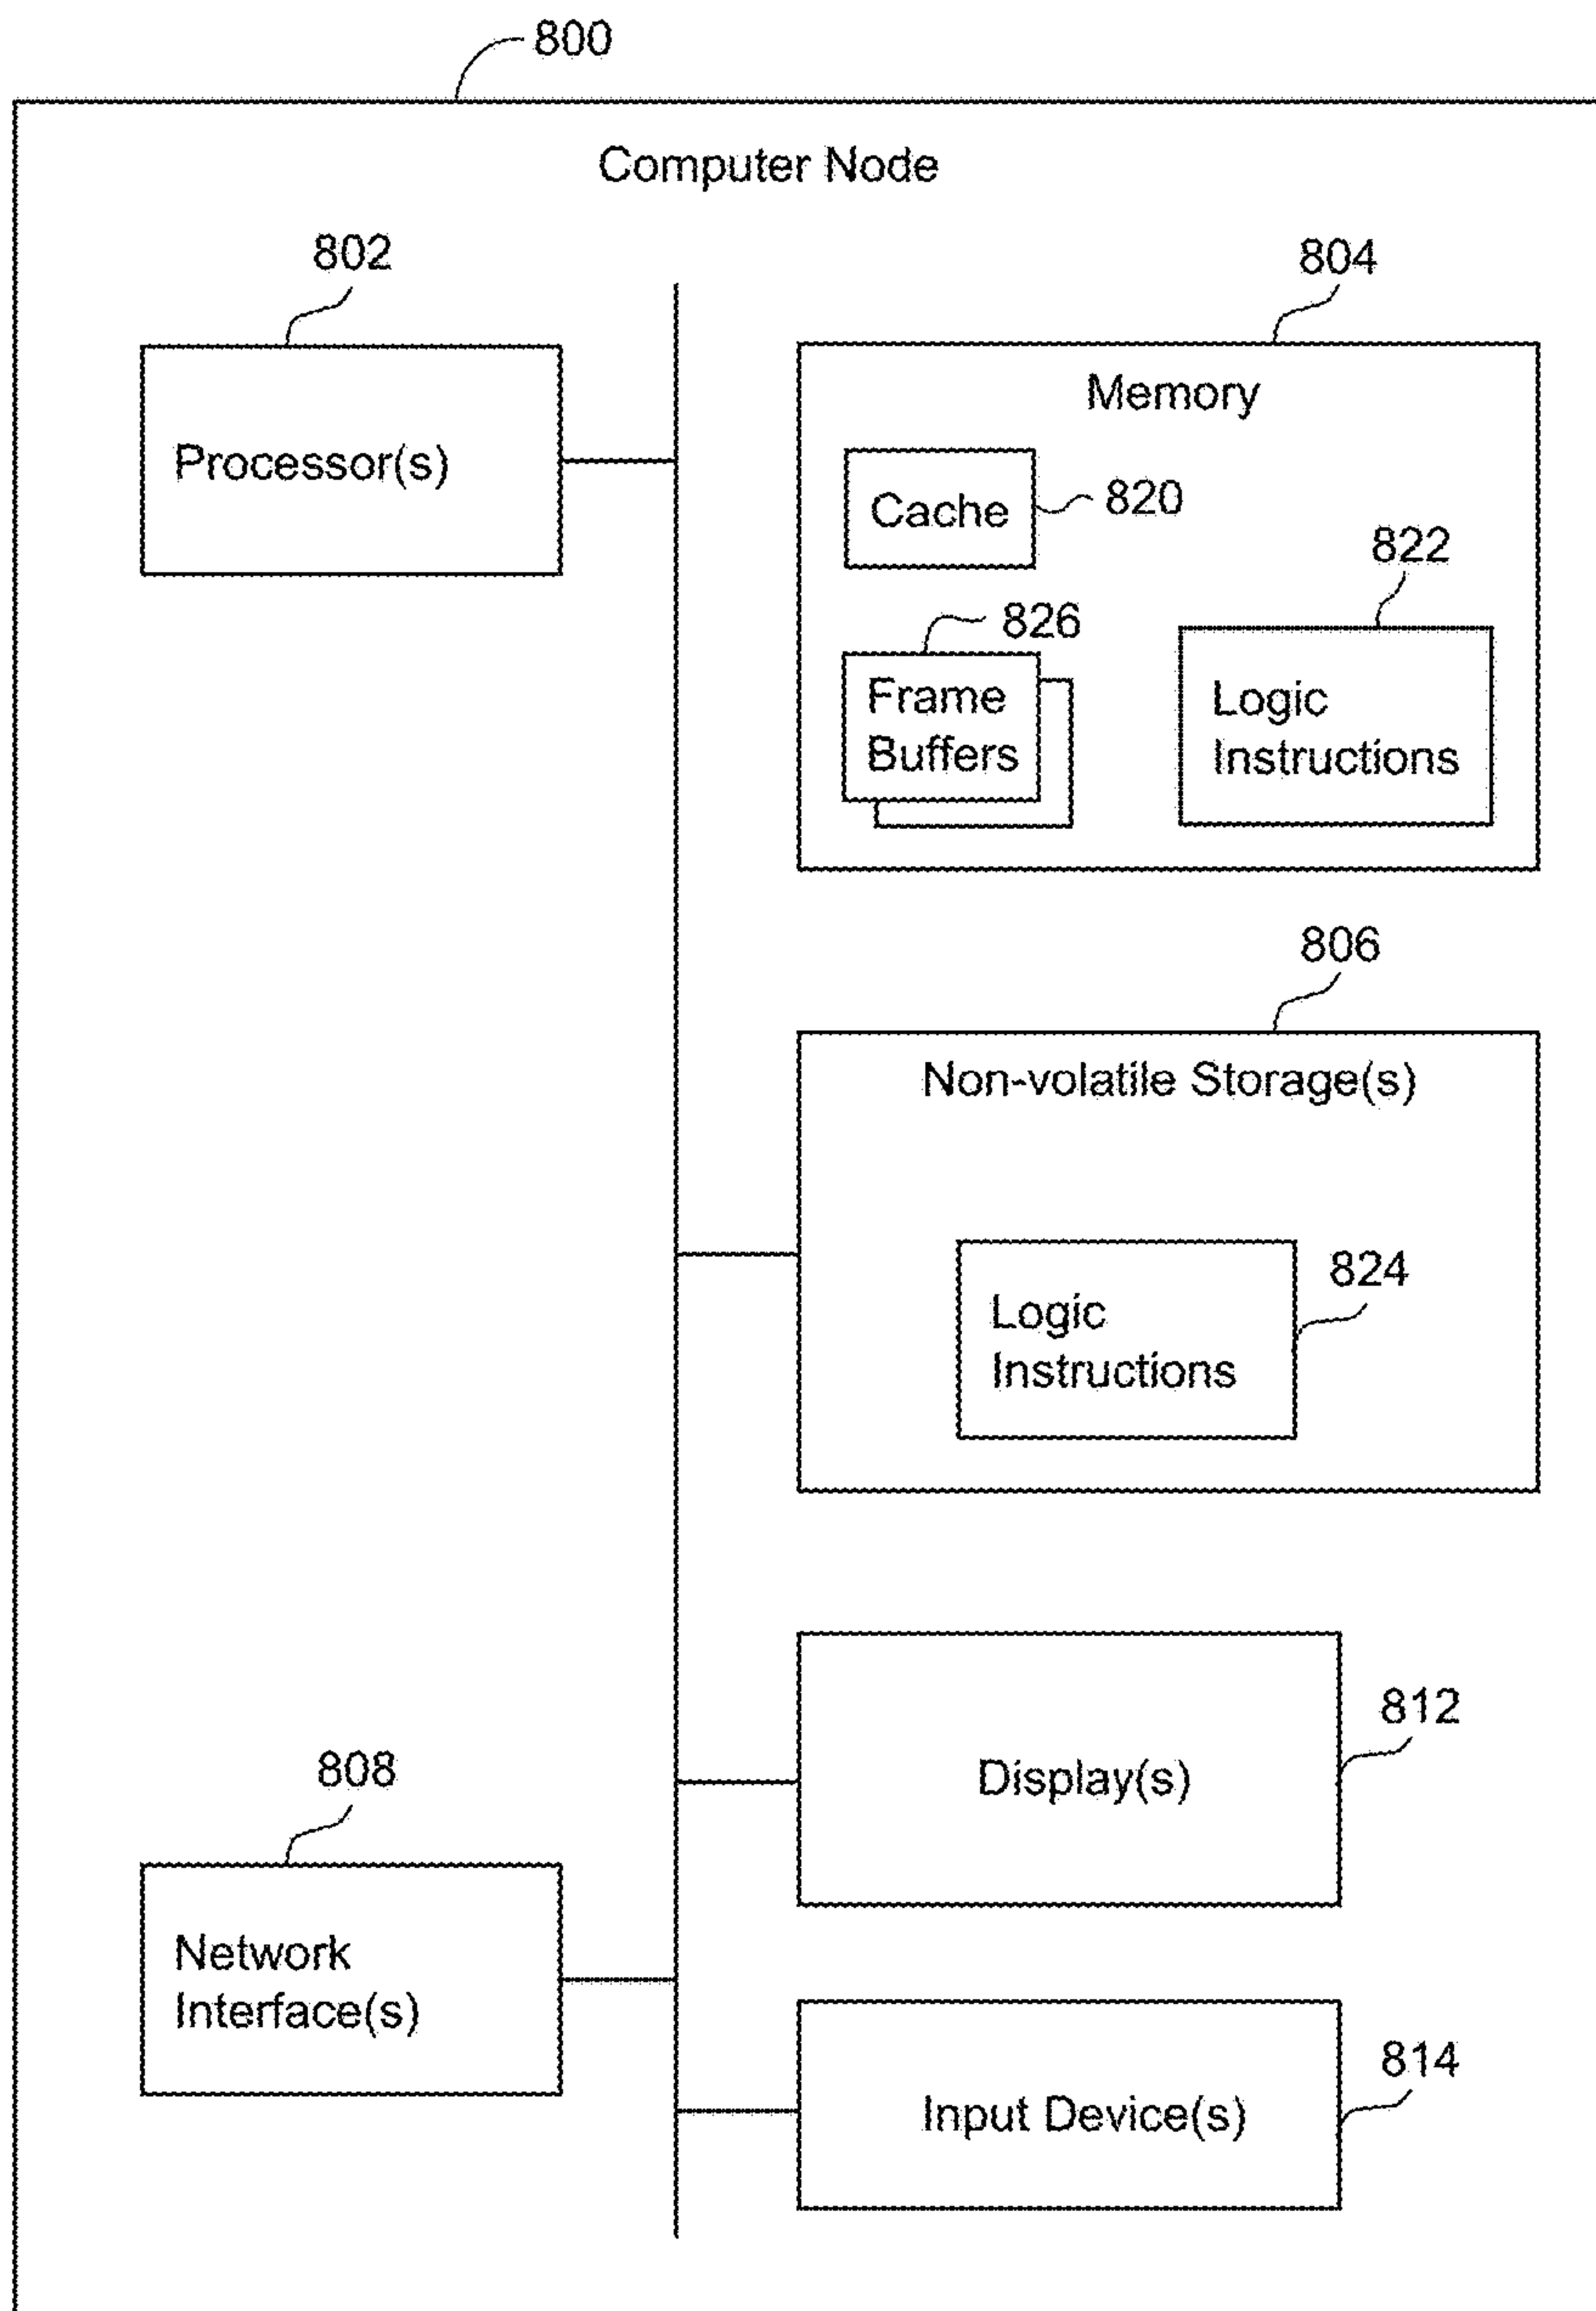 800
Computer Node
802
804
Processor(s)
Memory
Cache
820
822
826
Frame
Buffers
Logic
Instructions
806
Non-volatile Storage(s)
824
Logic
Instructions
812
Display(s)
808
Network
Interface(s)
814
Input Device(s)